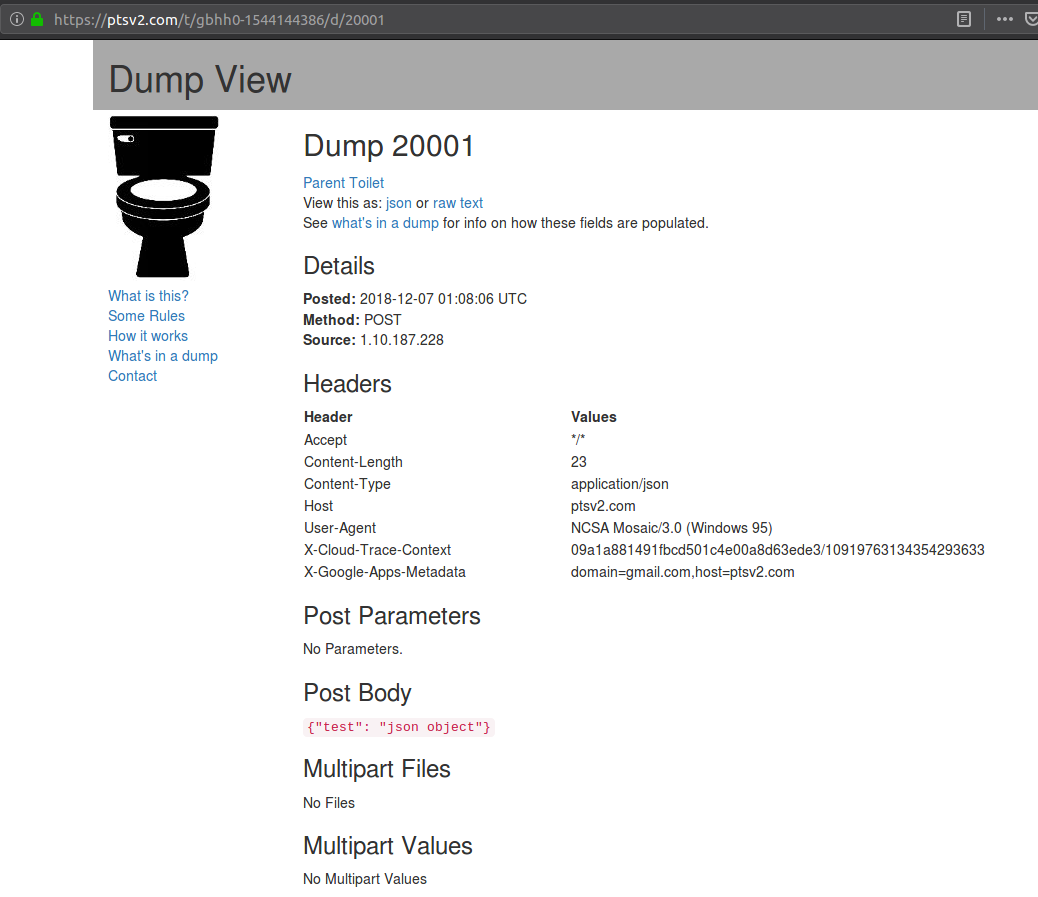 https://ptsv2.com/t/gbhh0-1544144386/d/20001
Dump View
What is this?
Some Rules
How it works
What's in a dump
Contact
Dump 20001
Parent Toilet
View this as: json or raw text
See what's in a dump for info on how these fields are populated.
Details
Posted: 2018-12-07 01:08:06 UTC
Method: POST
Source: 1.10.187.228
Headers
Header Values
Accept */*
Content-Length 23
Content-Type application/json
Host ptsv2.com
User-Agent NCSA Mosaic/3.0 (Windows 95)
X-Cloud-Trace-Context 09a1a881491fbcd501c4e00a8d63ede3/10919763134354293633
X-Google-Apps-Metadata domain=gmail.com,host=ptsv2.com
Post Parameters
No Parameters.
Post Body
{"test": "json object"}
Multipart Files
No Files
Multipart Values
No Multipart Values